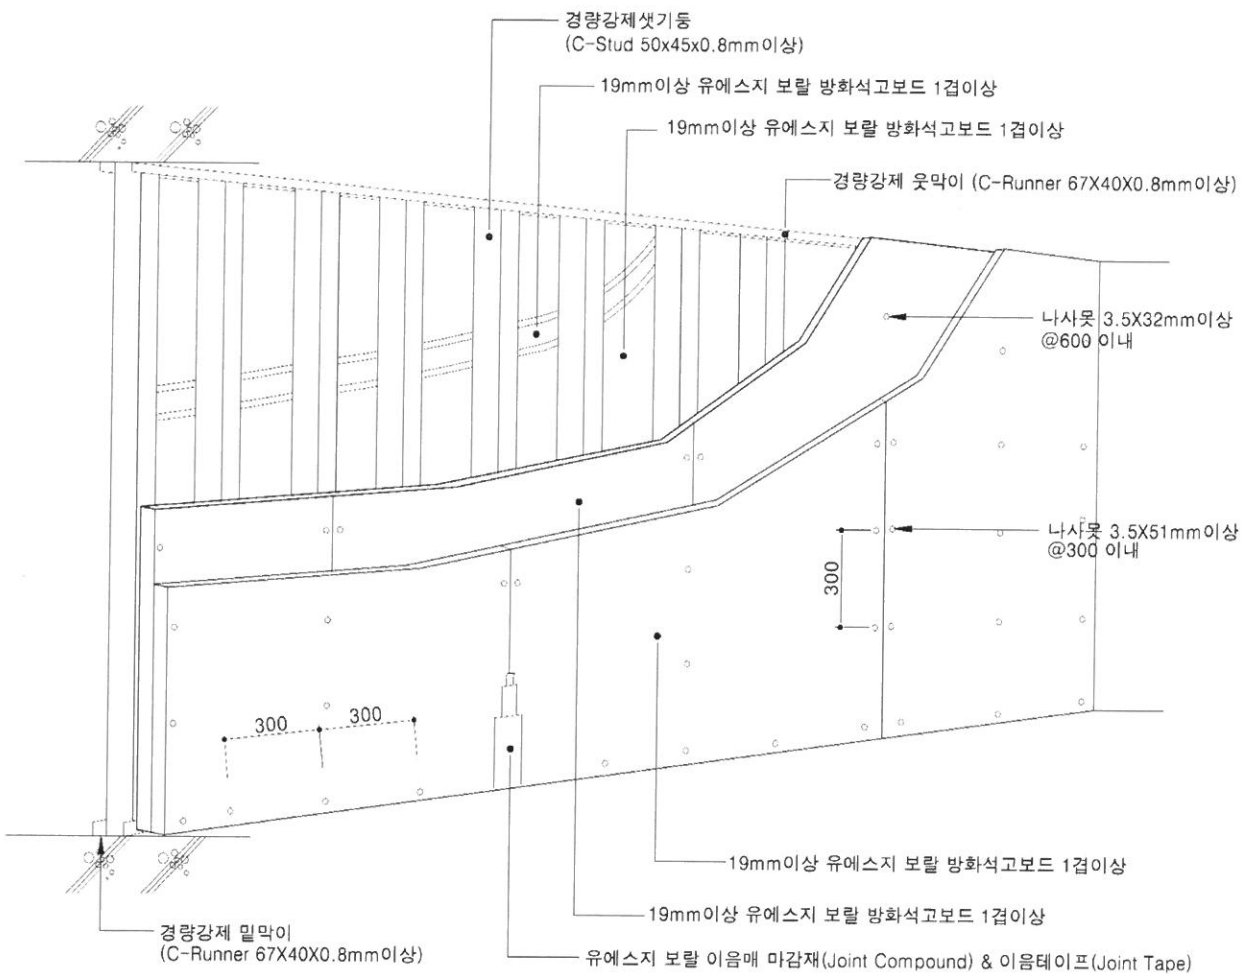 경량강제샛기둥
(C-Stud 50x45x0.8mm이상)
19mm이상 유에스지 보랄 방화석고보드 1겹이상
19mm이상 유에스지 보랄 방화석고보드 1겹이상
경량강제 웃막이 (C-Runner 67X40X0.8mm이상)
나사못 3.5X32mm이상
@600 이내
나사못 3.5X51mm이상
@300 이내
300
300
300
19mm이상 유에스지 보랄 방화석고보드 1겹이상
19mm이상 유에스지 보랄 방화석고보드 1겹이상
경량강제 밑막이
(C-Runner 67X40X0.8mm이상)
유에스지 보랄 이음매 마감재(Joint Compound) & 이음테이프(Joint Tape)